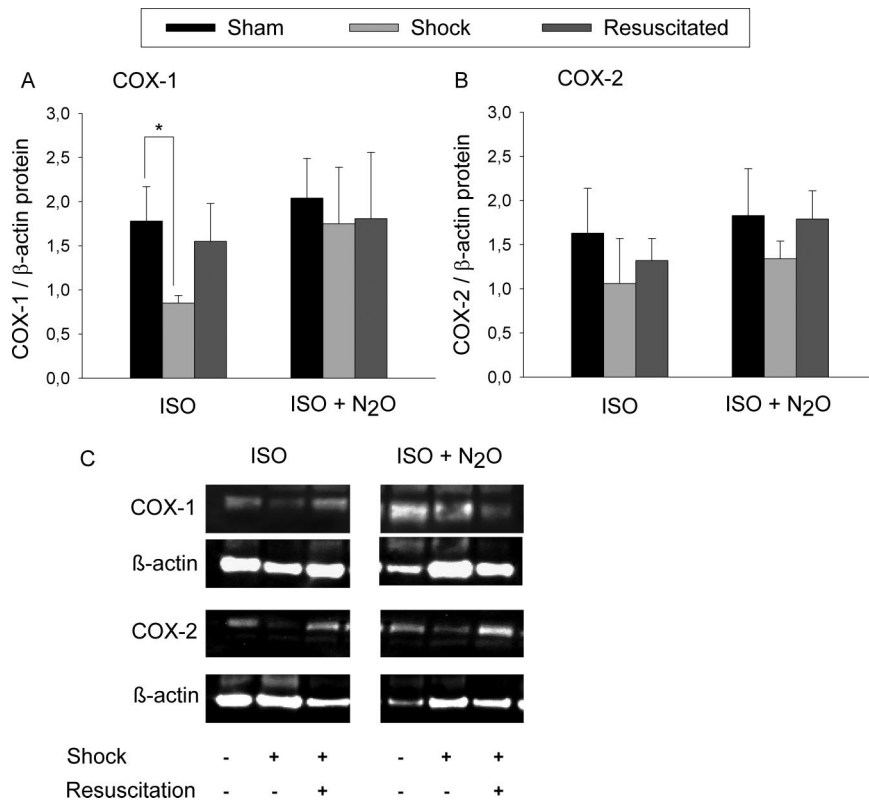 Sham Shock Resuscitated
A COX-1
3,0
2,5
2,0
1,5
1,0
0,5
0,0
COX-1 / β-actin protein
*
ISO ISO + N2O
B COX-2
3,0
2,5
2,0
1,5
1,0
0,5
0,0
COX-2 / β-actin protein
ISO ISO + N2O
C ISO ISO + N2O
COX-1
ß-actin
COX-2
ß-actin
Shock - + + - + +
Resuscitation - - + - - +